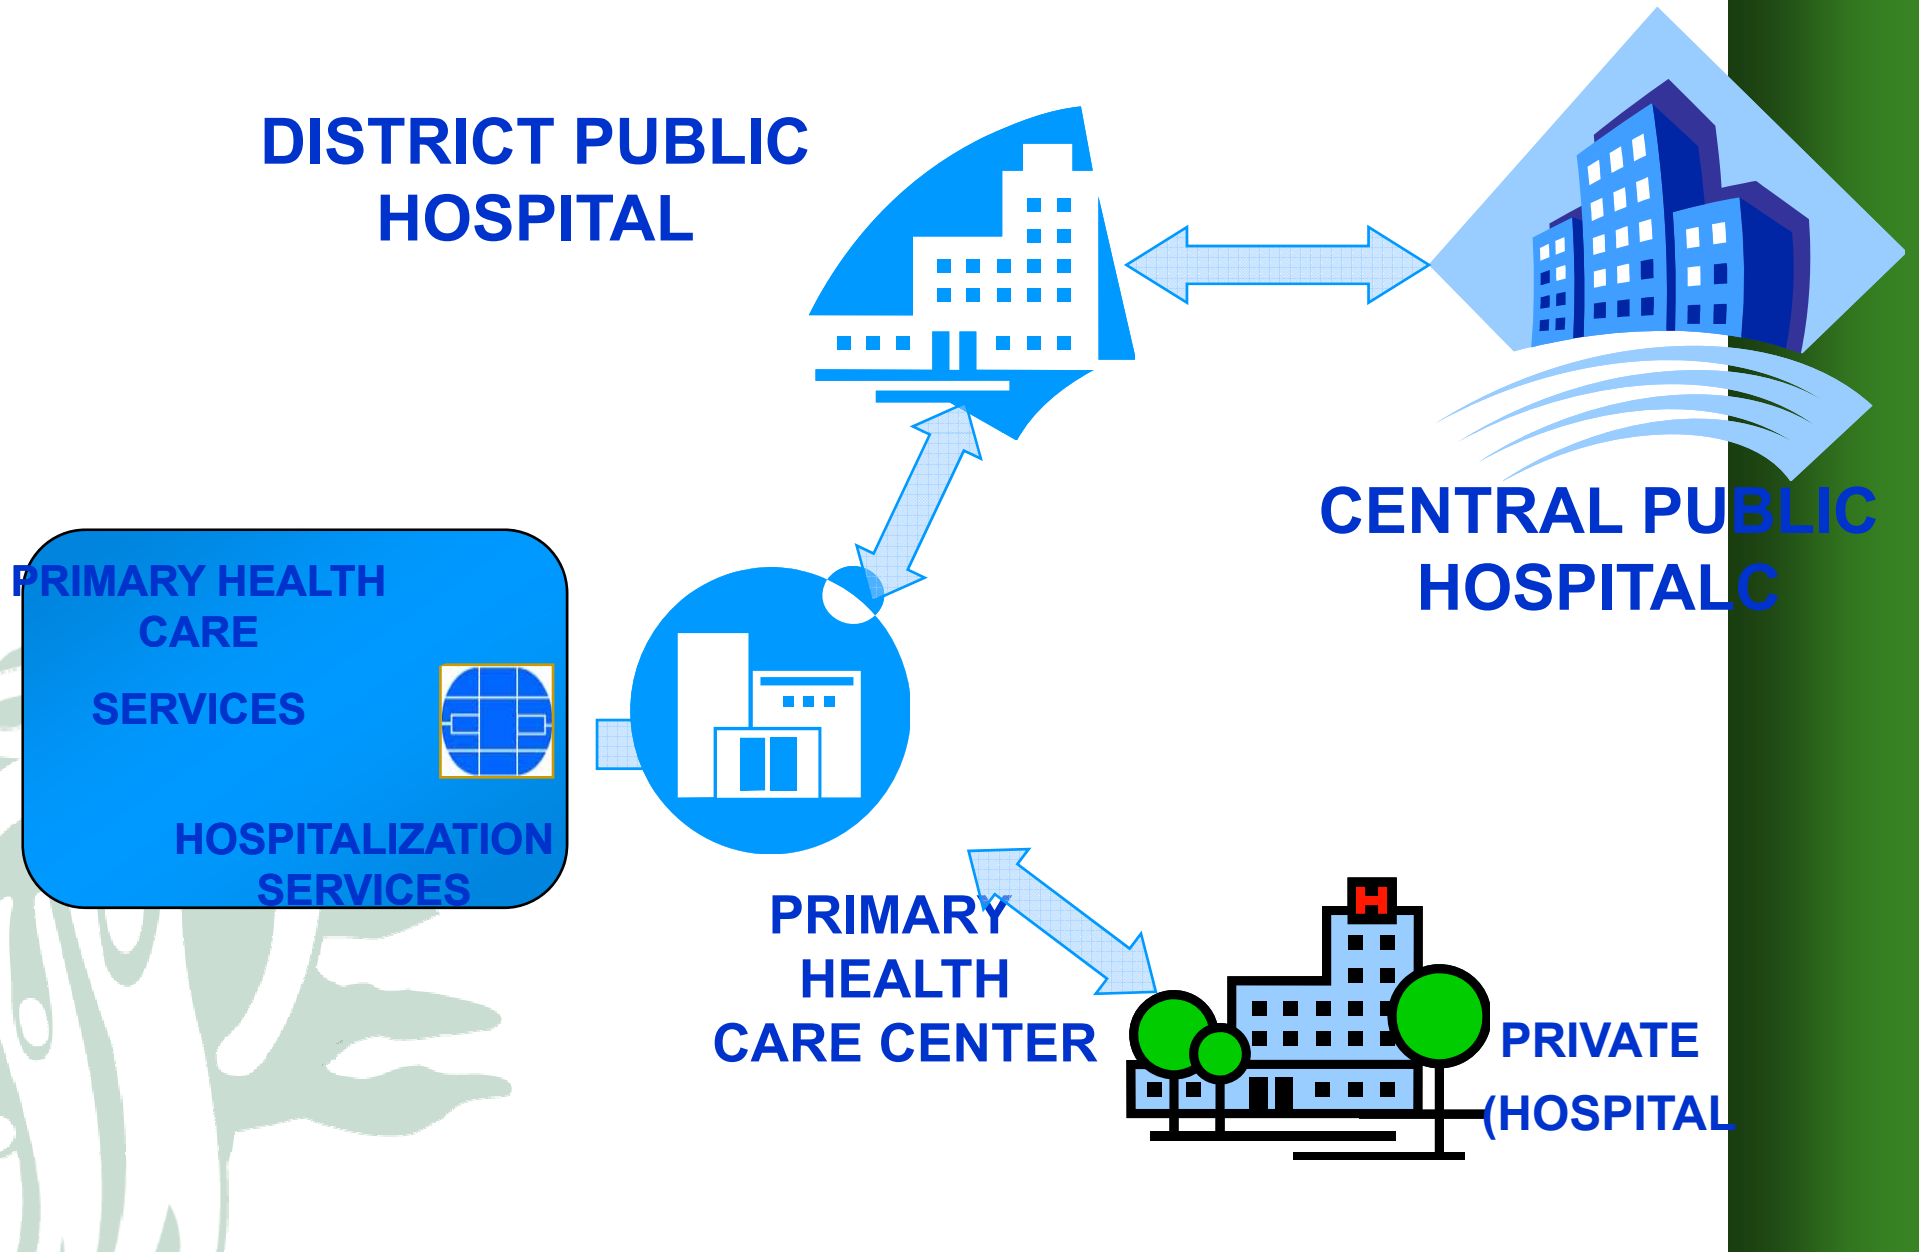 DISTRICT PUBLIC
HOSPITAL
CENTRAL PUBLIC
HOSPITALC
PRIMARY HEALTH
CARE
SERVICES
HOSPITALIZATION
SERVICES
PRIMARY
HEALTH
CARE CENTER
H
PRIVATE
(HOSPITAL